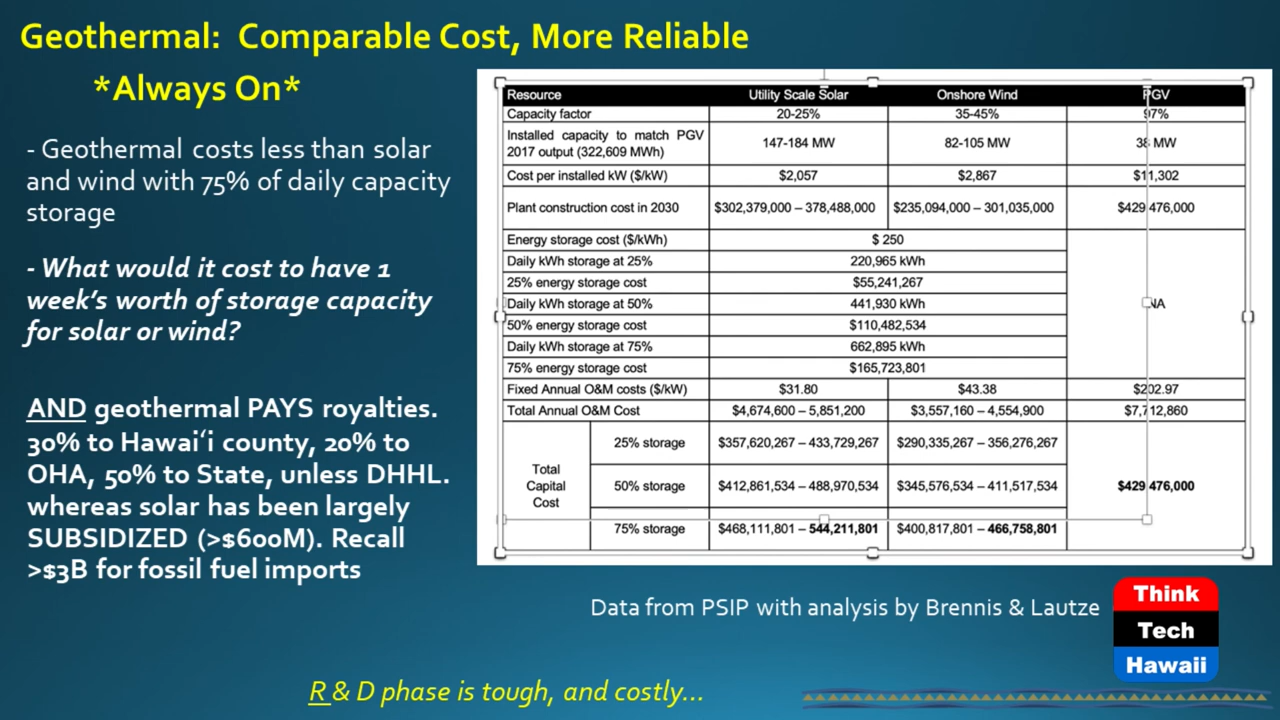 Geothermal: Comparable Cost, More Reliable
*Always On*
- Geothermal costs less than solar
and wind with 75% of daily capacity
storage
- What would it cost to have 1
week's worth of storage capacity
for solar or wind?
AND geothermal PAYS royalties.
30% to Hawaiʻi county, 20% to
OHA, 50% to State, unless DHHL.
whereas solar has been largely
SUBSIDIZED (>$600M). Recall
>$3B for fossil fuel imports
Resource Utility Scale Solar Onshore Wind PGV
Capacity factor 20-25% 35-45% 97%
Installed capacity to match PGV
2017 output (322,609 MWh) 147-184 MW 82-105 MW 38 MW
Cost per installed kW ($/kW) $2,057 $2,867 $11,302
Plant construction cost in 2030 $302,379,000 – 378,488,000 $235,094,000 – 301,035,000 $429,476,000
Energy storage cost ($/kWh) $ 250
Daily kWh storage at 25% 220,965 kWh
25% energy storage cost $55,241,267
Daily kWh storage at 50% 441,930 kWh NA
50% energy storage cost $110,482,534
Daily kWh storage at 75% 662,895 kWh
75% energy storage cost $165,723,801
Fixed Annual O&M costs ($/kW) $31.80 $43.38 $202.97
Total Annual O&M Cost $4,674,600 – 5,851,200 $3,557,160 – 4,554,900 $7,712,860
Total
Capital
Cost
25% storage $357,620,267 – 433,729,267 $290,335,267 – 356,276,267
50% storage $412,861,534 – 488,970,534 $345,576,534 – 411,517,534 $429,476,000
75% storage $468,111,801 – 544,211,801 $400,817,801 – 466,758,801
Data from PSIP with analysis by Brennis & Lautze
Think
Tech
Hawaii
R & D phase is tough, and costly...